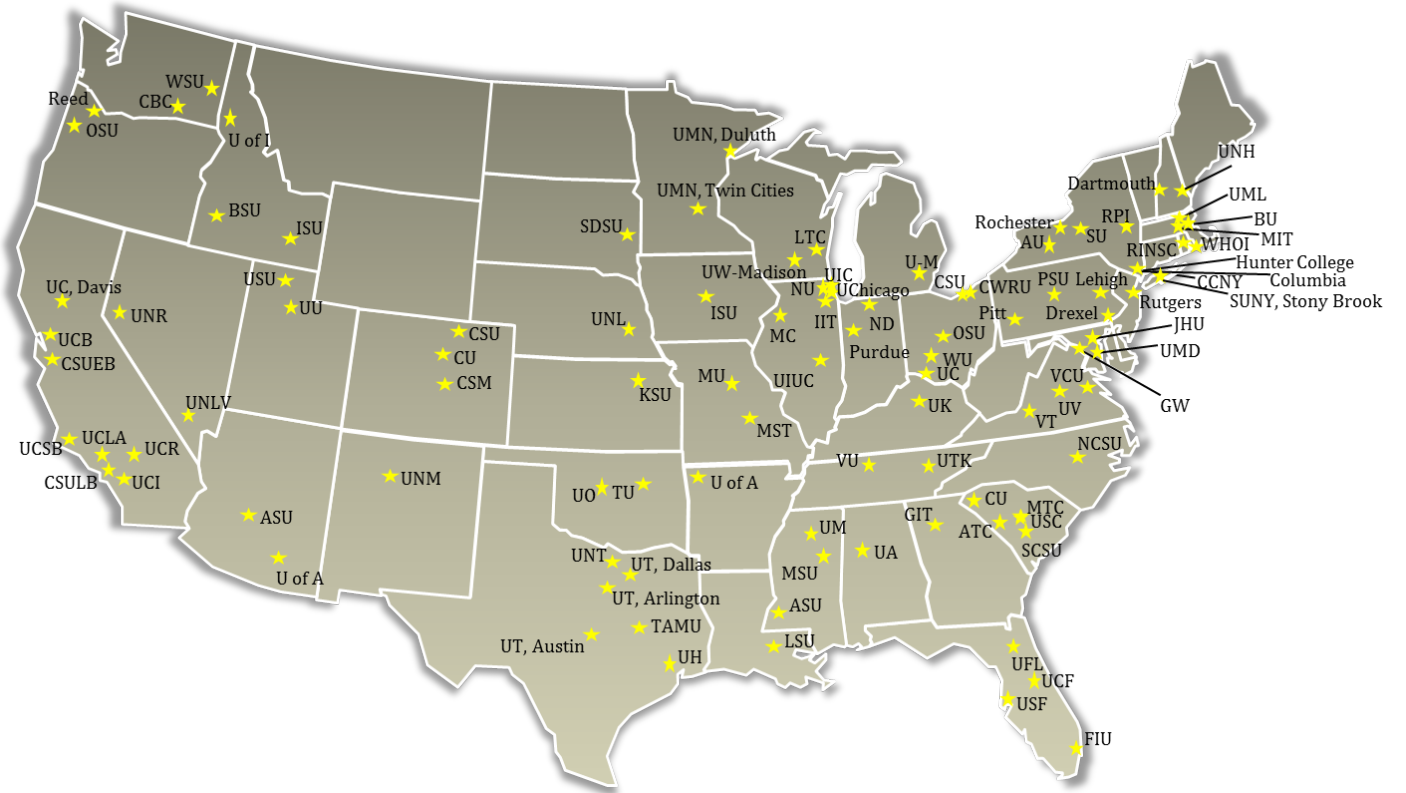 WSU
Reed
CBC
OSU
U of I
BSU
ISU
USU
UU
UC, Davis
UNR
UCB
CSUEB
UNLV
UCSB
UCLA
UCR
CSULB
UCI
ASU
U of A
UNM
CSU
CU
CSM
UMN, Duluth
UMN, Twin Cities
SDSU
UNL
ISU
KSU
MU
MST
UO
TU
U of A
UNT
UT, Dallas
UT, Arlington
TAMU
UT, Austin
UH
LTC
UW-Madison
UIC
NU
UChicago
IIT
MC
UIUC
ND
Purdue
U-M
CSU
CWRU
OSU
WU
UC
UK
VU
UTK
UM
MSU
UA
ASU
LSU
GIT
CU
ATC
MTC
USC
SCSU
NCSU
UFL
UCF
USF
FIU
VT
UV
VCU
Pitt
PSU
Lehigh
Drexel
Rochester
AU
SU
RPI
Dartmouth
UNH
UML
BU
MIT
RINSC
WHOI
Hunter College
Columbia
CCNY
SUNY, Stony Brook
Rutgers
JHU
UMD
GW